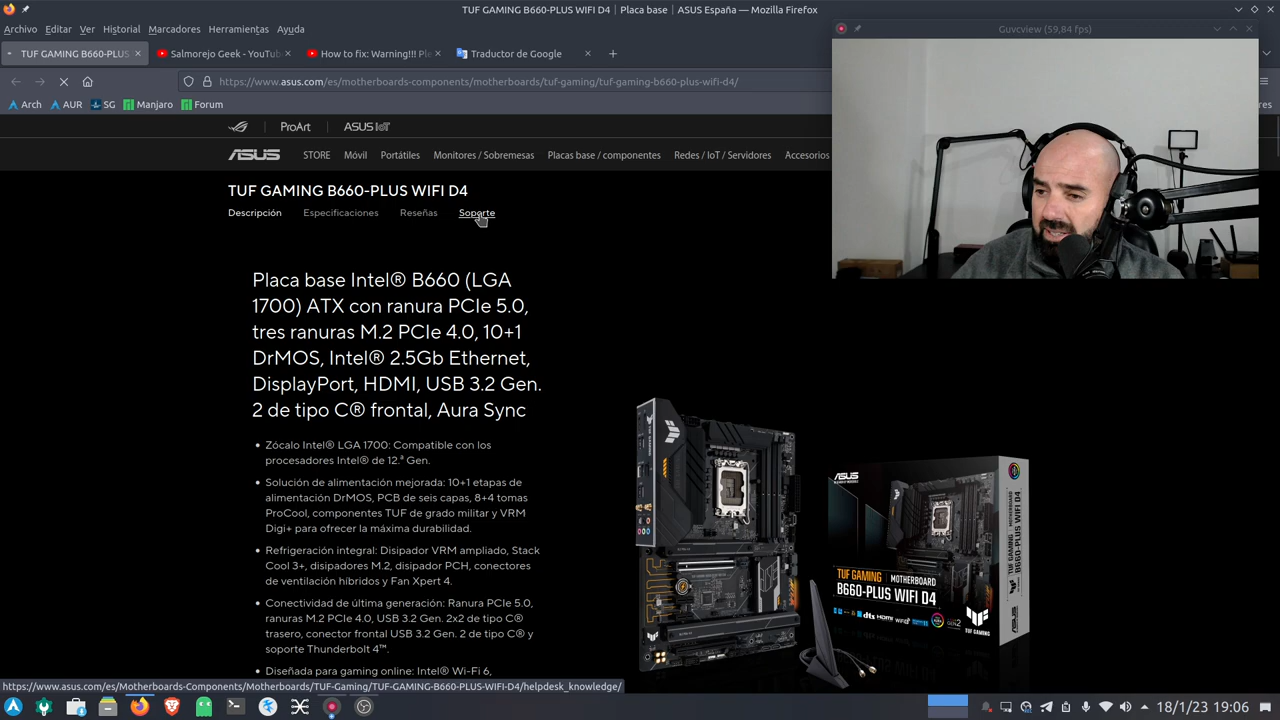 TUF GAMING B660-PLUS WIFI D4 | Placa base | ASUS España — Mozilla Firefox
Archivo Editar Ver Historial Marcadores Herramientas Ayuda
Guvcview (59,84 fps)
TUF GAMING B660-PLUS
Salmorejo Geek - YouTub
How to fix: Warning!!! Ple
Traductor de Google
https://www.asus.com/es/motherboards-components/motherboards/tuf-gaming/tuf-gaming-b660-plus-wifi-d4/
Arch AUR SG Manjaro Forum
ProArt ASUS IoT
ASUS STORE Móvil Portátiles Monitores / Sobremesas Placas base / componentes Redes / IoT / Servidores Accesorios
TUF GAMING B660-PLUS WIFI D4
Descripción Especificaciones Reseñas Soporte
Placa base Intel® B660 (LGA
1700) ATX con ranura PCIe 5.0,
tres ranuras M.2 PCIe 4.0, 10+1
DrMOS, Intel® 2.5Gb Ethernet,
DisplayPort, HDMI, USB 3.2 Gen.
2 de tipo C® frontal, Aura Sync
Zócalo Intel® LGA 1700: Compatible con los
procesadores Intel® de 12.ª Gen.
Solución de alimentación mejorada: 10+1 etapas de
alimentación DrMOS, PCB de seis capas, 8+4 tomas
ProCool, componentes TUF de grado militar y VRM
Digi+ para ofrecer la máxima durabilidad.
Refrigeración integral: Disipador VRM ampliado, Stack
Cool 3+, disipadores M.2, disipador PCH, conectores
de ventilación híbridos y Fan Xpert 4.
Conectividad de última generación: Ranura PCIe 5.0,
ranuras M.2 PCIe 4.0, USB 3.2 Gen. 2x2 de tipo C®
trasero, conector frontal USB 3.2 Gen. 2 de tipo C® y
soporte Thunderbolt 4™.
Diseñada para gaming online: Intel® Wi-Fi 6,
ASUS
TUF GAMING | MOTHERBOARD
B660-PLUS WIFI D4
dts HDMI
TUF GAMING
https://www.asus.com/es/Motherboards-Components/Motherboards/TUF-Gaming/TUF-GAMING-B660-PLUS-WIFI-D4/helpdesk_knowledge/
18/1/23 19:06